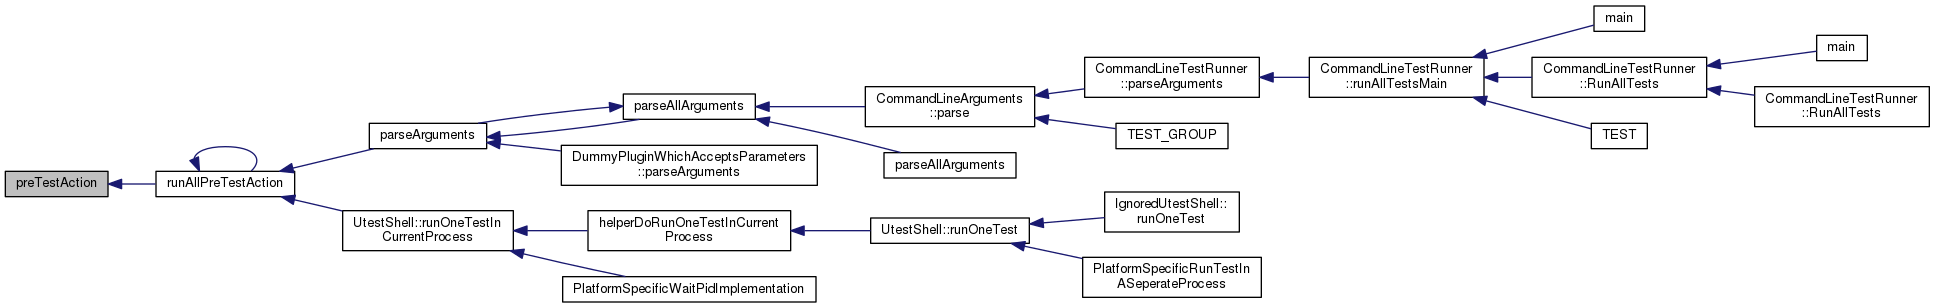 preTestAction
runAllPreTestAction
parseArguments
UtestShell::runOneTestIn
CurrentProcess
parseAllArguments
DummyPluginWhichAcceptsParameters
::parseArguments
helperDoRunOneTestInCurrent
Process
PlatformSpecificWaitPidImplementation
CommandLineArguments
::parse
parseAllArguments
UtestShell::runOneTest
CommandLineTestRunner
::parseArguments
TEST_GROUP
IgnoredUtestShell::
runOneTest
PlatformSpecificRunTestIn
ASeperateProcess
CommandLineTestRunner
::runAllTestsMain
main
CommandLineTestRunner
::RunAllTests
TEST
main
CommandLineTestRunner
::RunAllTests